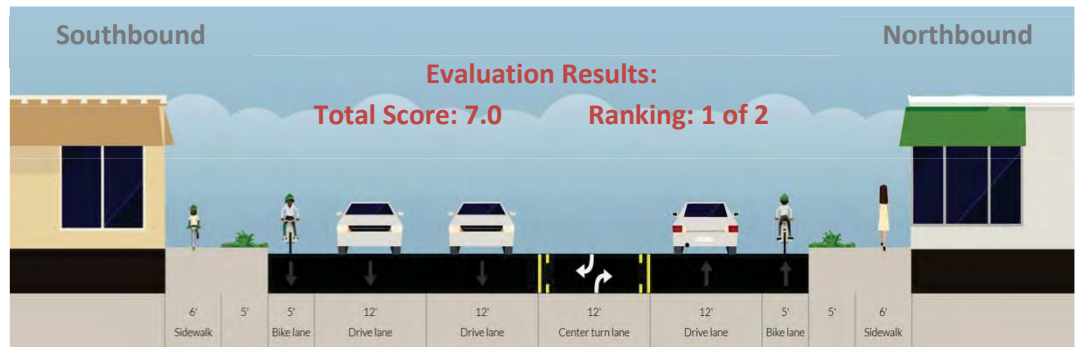 Southbound Northbound
Evaluation Results:
Total Score: 7.0 Ranking: 1 of 2
6' 5' 5' 12' 12' 12' 12' 5' 5' 6'
Sidewalk Bike lane Drive lane Drive lane Center turn lane Drive lane Bike lane Sidewalk